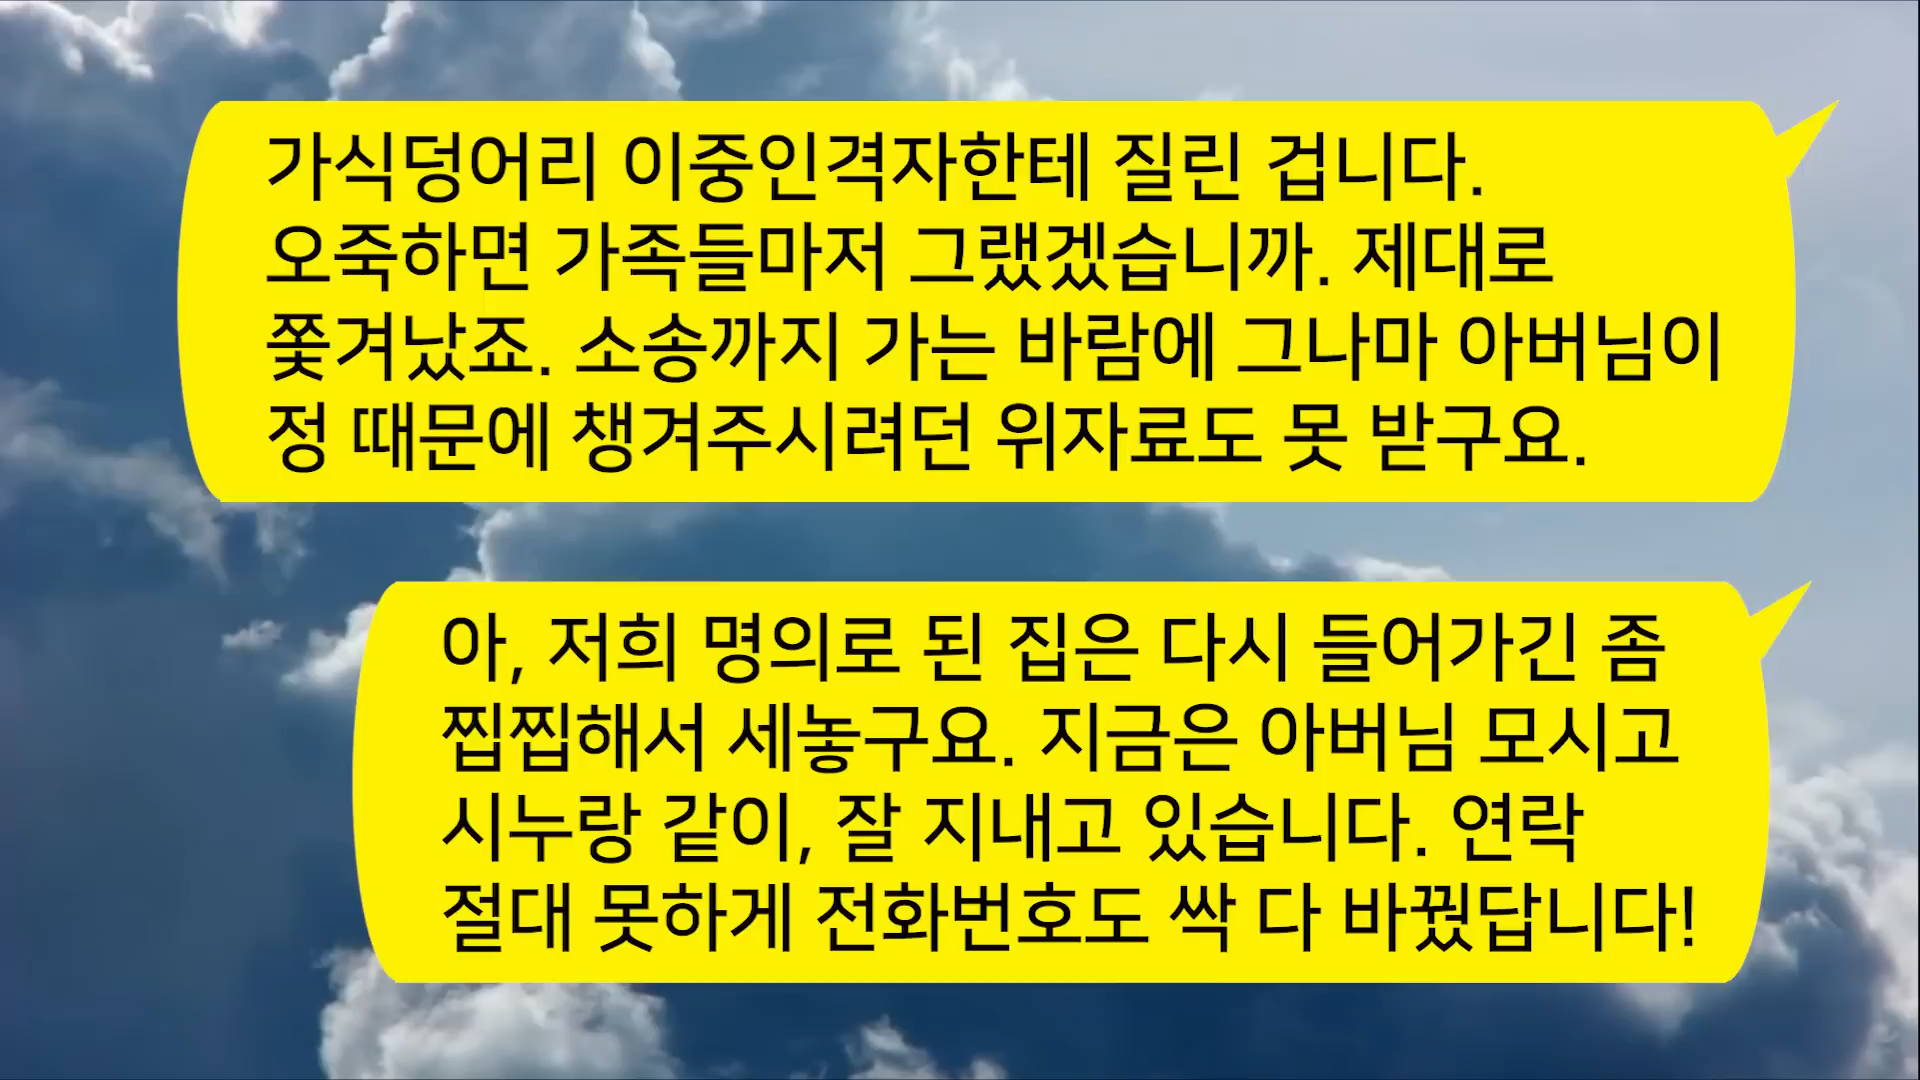 가식덩어리 이중인격자한테 질린 겁니다.
오죽하면 가족들마저 그랬겠습니까. 제대로
쫓겨났죠. 소송까지 가는 바람에 그나마 아버님이
정 때문에 챙겨주시려던 위자료도 못 받구요.
아, 저희 명의로 된 집은 다시 들어가긴 좀
찝찝해서 세놓구요. 지금은 아버님 모시고
시누랑 같이, 잘 지내고 있습니다. 연락
절대 못하게 전화번호도 싹 다 바꿨답니다!